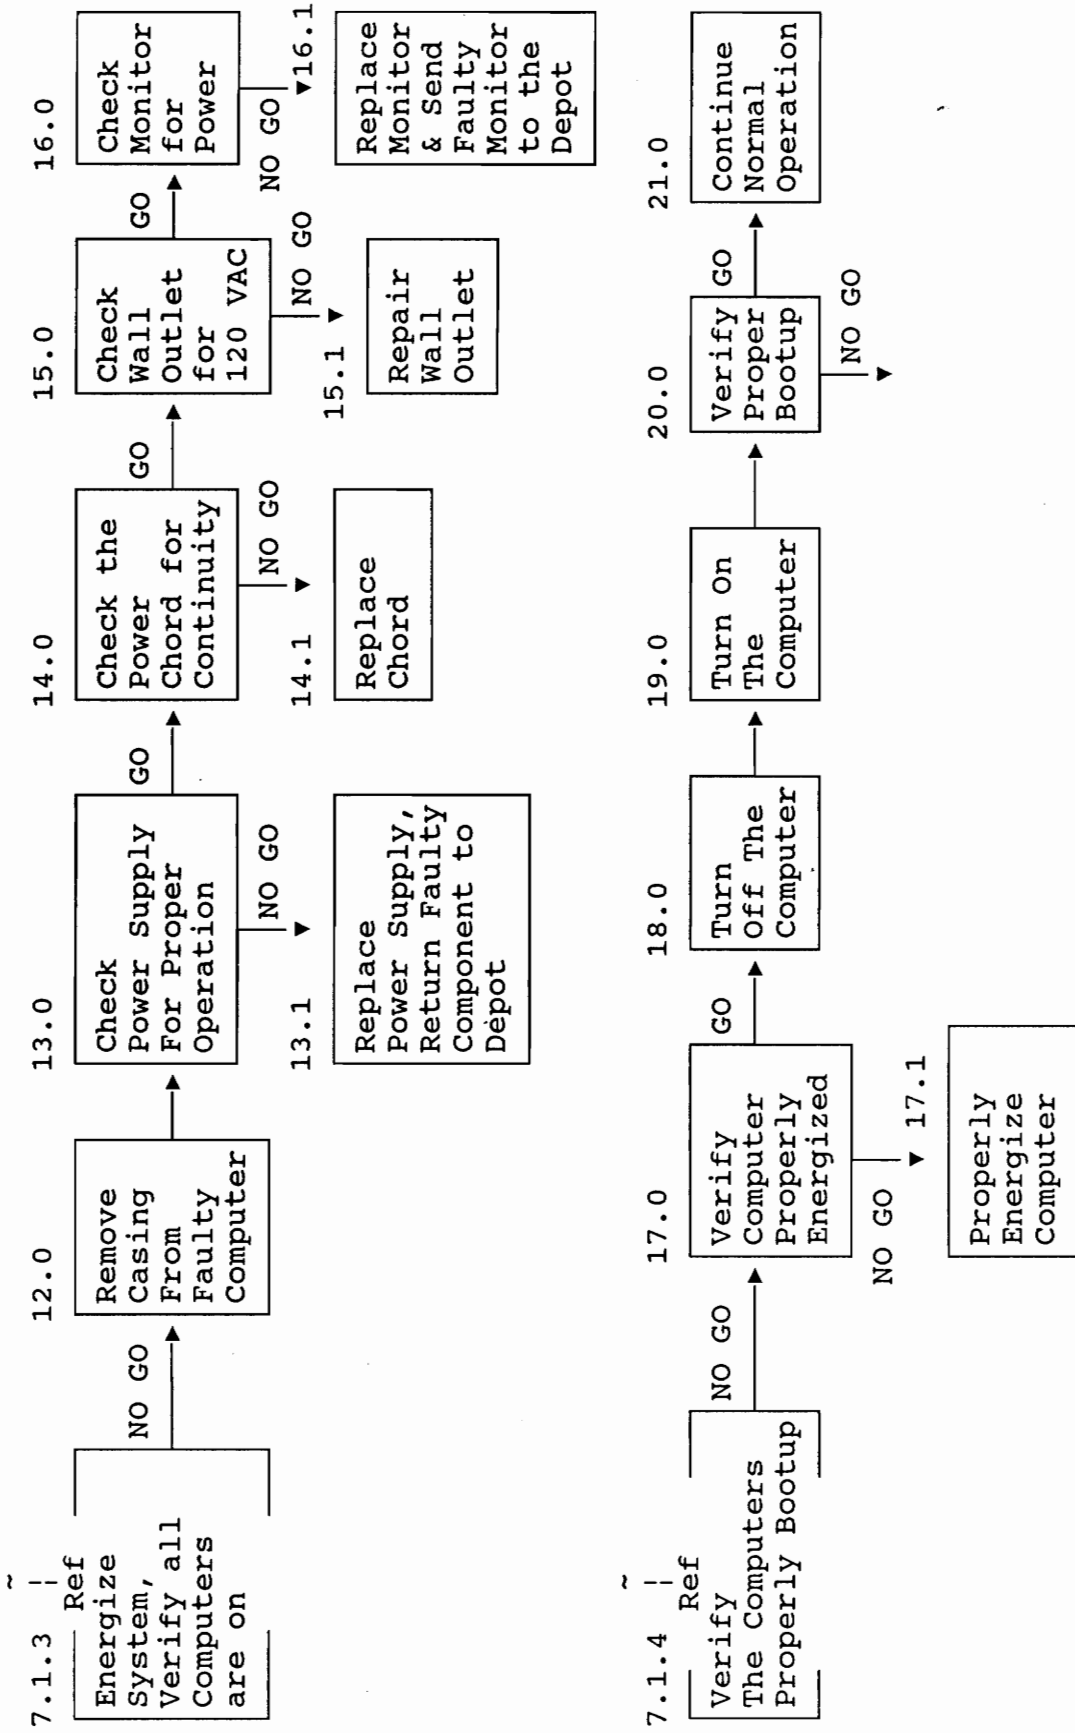 7.1.3
Ref
Energize
System,
Verify all
Computers
are on
NO GO
12.0
Remove
Casing
From
Faulty
Computer
13.0
Check
Power Supply
For Proper
Operation
GO
NO GO
13.1
Replace
Power Supply,
Return Faulty
Component to
Depot
14.0
Check the
Power
Chord for
Continuity
GO
NO GO
14.1
Replace
Chord
15.0
Check
Wall
Outlet
for
120 VAC
GO
NO GO
15.1
Repair
Wall
Outlet
16.0
Check
Monitor
for
Power
NO GO
16.1
Replace
Monitor
& Send
Faulty
Monitor
to the
Depot
7.1.4
Ref
Verify
The Computers
Properly Bootup
NO GO
17.0
Verify
Computer
Properly
Energized
GO
NO GO
17.1
Properly
Energize
Computer
18.0
Turn
Off The
Computer
19.0
Turn On
The
Computer
20.0
Verify
Proper
Bootup
GO
NO GO
21.0
Continue
Normal
Operation